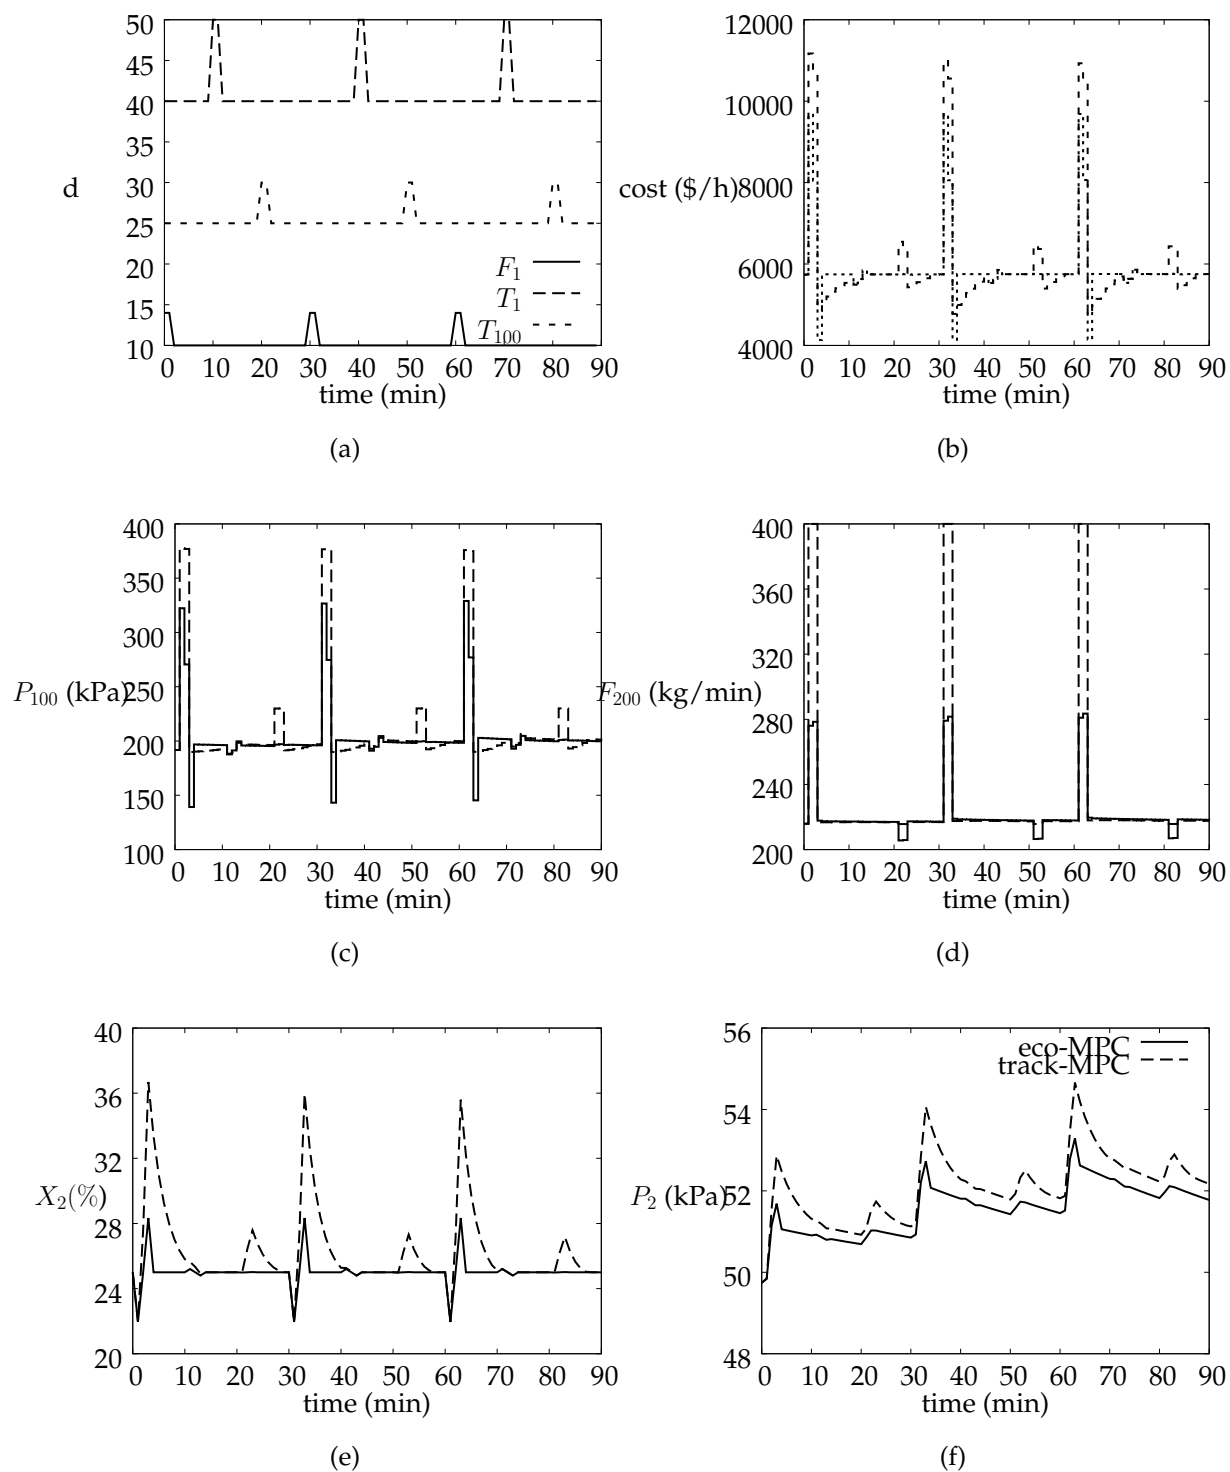 50
45
40
35
30
25
20
15
10
d
F₁
T₁
T₁₀₀
0 10 20 30 40 50 60 70 80 90
time (min)
(a)
12000
10000
8000
6000
4000
cost ($/h)
0 10 20 30 40 50 60 70 80 90
time (min)
(b)
400
350
300
250
200
150
100
P₁₀₀ (kPa)
0 10 20 30 40 50 60 70 80 90
time (min)
(c)
400
360
320
280
240
200
F₂₀₀ (kg/min)
0 10 20 30 40 50 60 70 80 90
time (min)
(d)
40
36
32
28
24
20
X₂(%)
0 10 20 30 40 50 60 70 80 90
time (min)
(e)
56
54
52
50
48
P₂ (kPa)
eco-MPC
track-MPC
0 10 20 30 40 50 60 70 80 90
time (min)
(f)